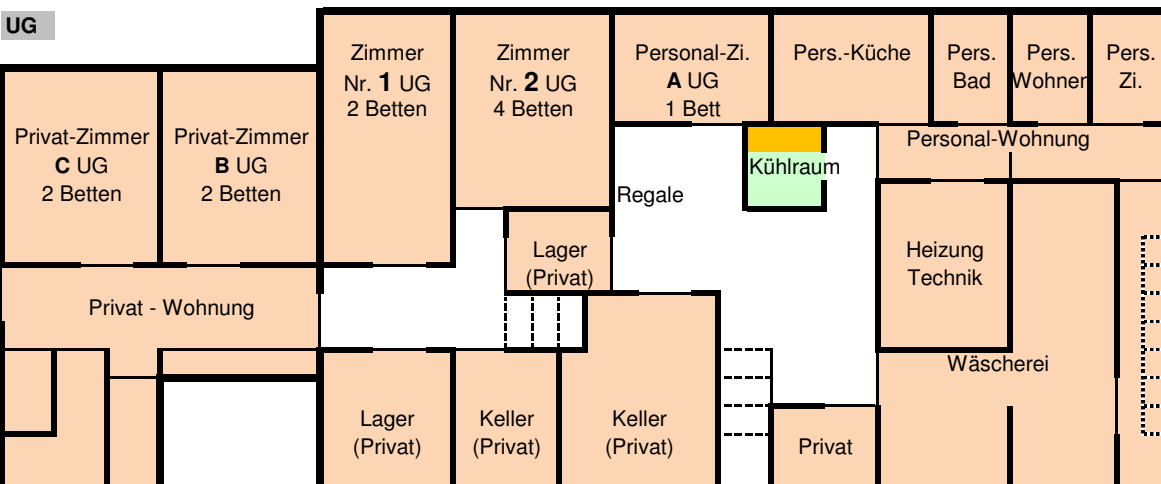 UG
Zimmer
Nr. 1 UG
2 Betten
Zimmer
Nr. 2 UG
4 Betten
Personal-Zi.
A UG
1 Bett
Pers.-Küche
Pers.
Bad
Pers.
Wohnen
Pers.
Zi.
Privat-Zimmer
C UG
2 Betten
Privat-Zimmer
B UG
2 Betten
Personal-Wohnung
Kühlraum
Regale
Lager
(Privat)
Heizung
Technik
Privat - Wohnung
Wäscherei
Lager
(Privat)
Keller
(Privat)
Keller
(Privat)
Privat